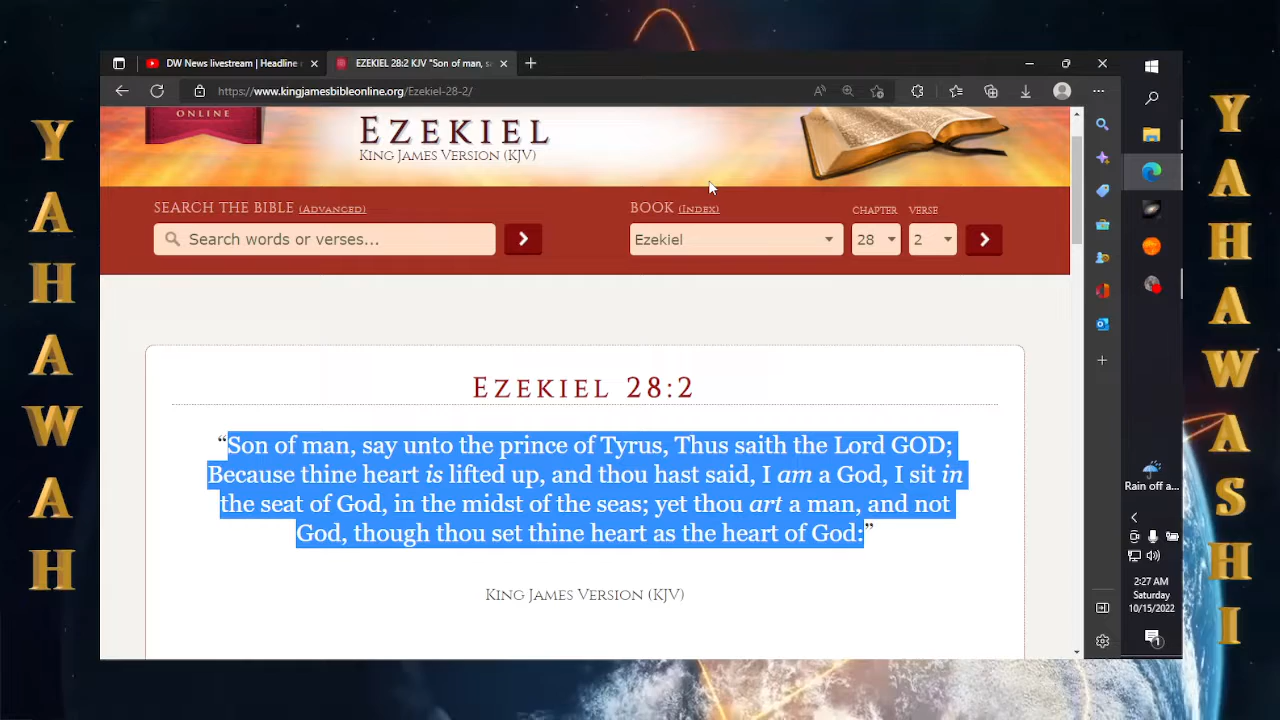 YAHAWAH
DW News livestream | Headline
EZEKIEL 28:2 KJV "Son of man, sa
https://www.kingjamesbibleonline.org/Ezekiel-28-2/
ONLINE
EZEKIEL
KING JAMES VERSION (KJV)
SEARCH THE BIBLE (ADVANCED)
BOOK (INDEX)
CHAPTER
VERSE
Search words or verses...
Ezekiel
28
2
EZEKIEL 28:2
“Son of man, say unto the prince of Tyrus, Thus saith the Lord GOD;
Because thine heart is lifted up, and thou hast said, I am a God, I sit in
the seat of God, in the midst of the seas; yet thou art a man, and not
God, though thou set thine heart as the heart of God:”
KING JAMES VERSION (KJV)
Rain off a...
2:27 AM
Saturday
10/15/2022
1
YAHAWASHI